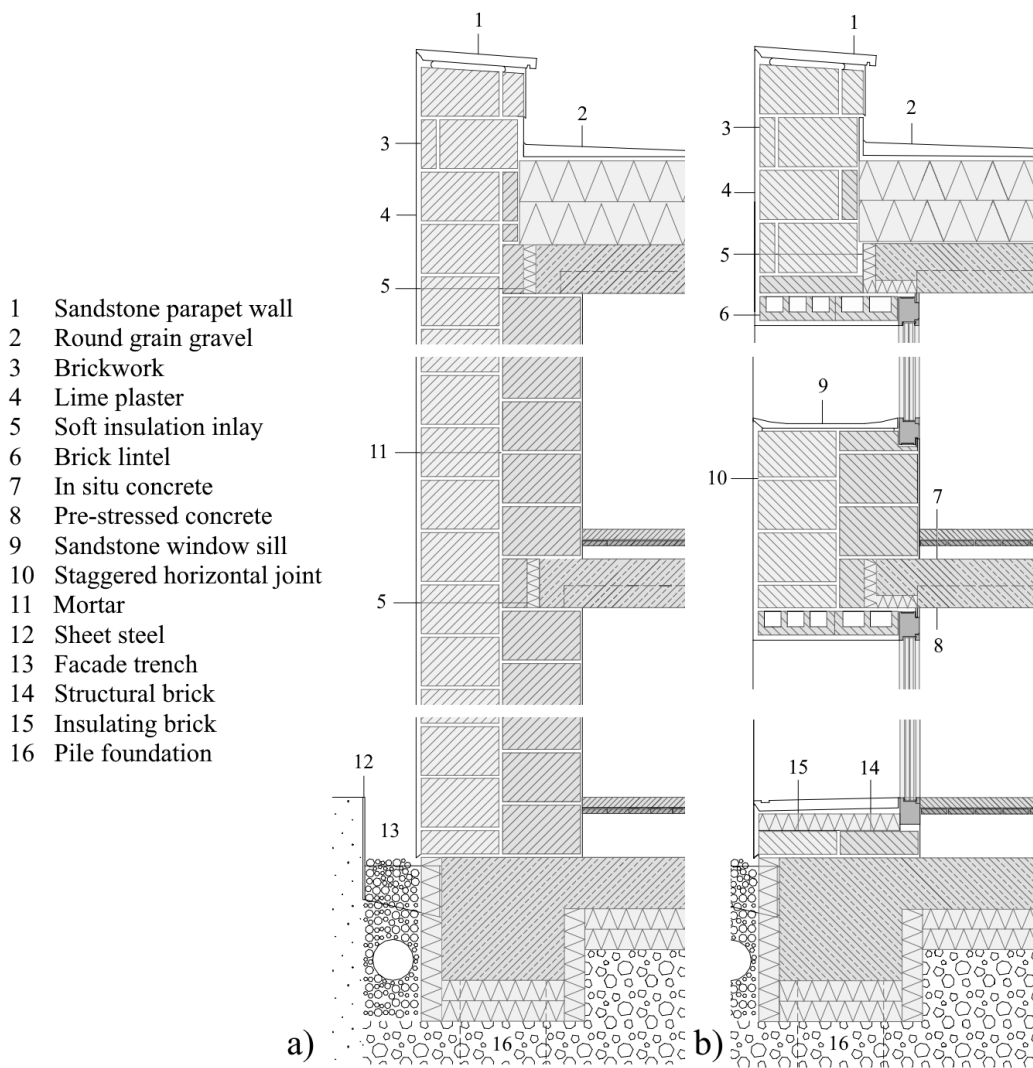 1 Sandstone parapet wall
2 Round grain gravel
3 Brickwork
4 Lime plaster
5 Soft insulation inlay
6 Brick lintel
7 In situ concrete
8 Pre-stressed concrete
9 Sandstone window sill
10 Staggered horizontal joint
11 Mortar
12 Sheet steel
13 Facade trench
14 Structural brick
15 Insulating brick
16 Pile foundation
1
2
3
4
5
11
5
12
13
16
a)
1
2
3
4
5
6
9
10
7
8
15
14
16
b)